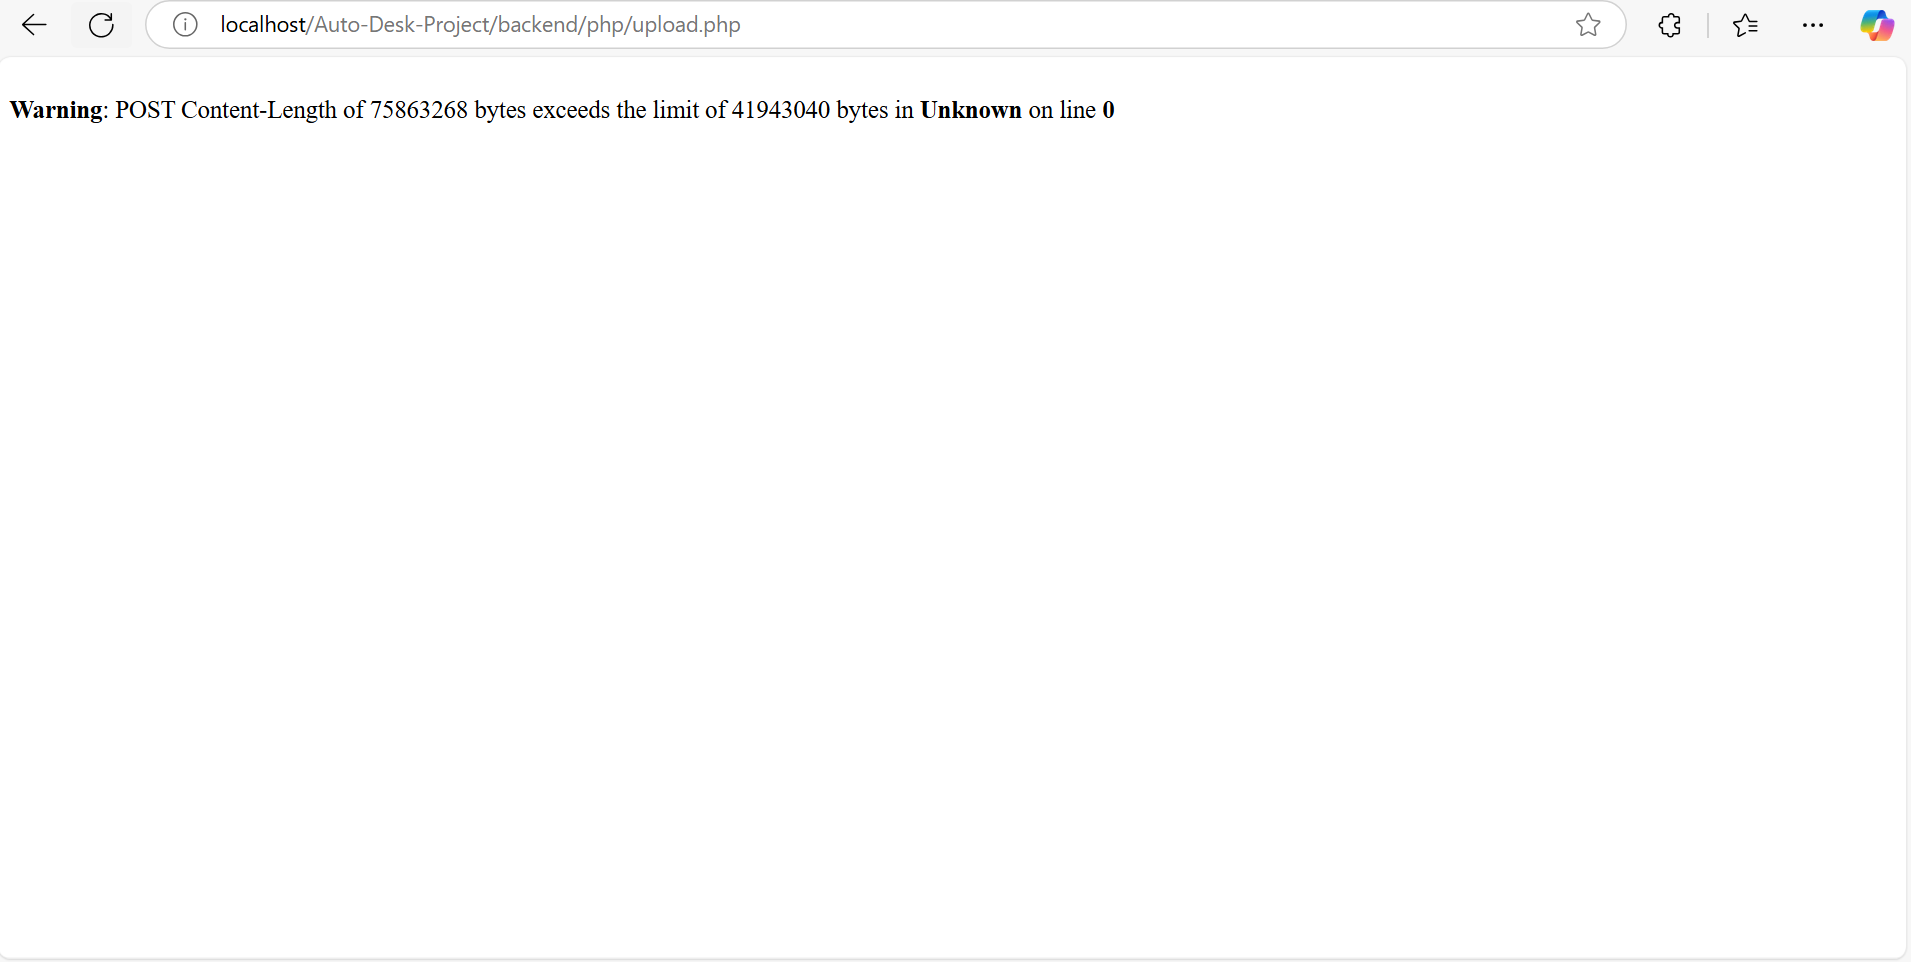 localhost/Auto-Desk-Project/backend/php/upload.php
Warning: POST Content-Length of 75863268 bytes exceeds the limit of 41943040 bytes in Unknown on line 0